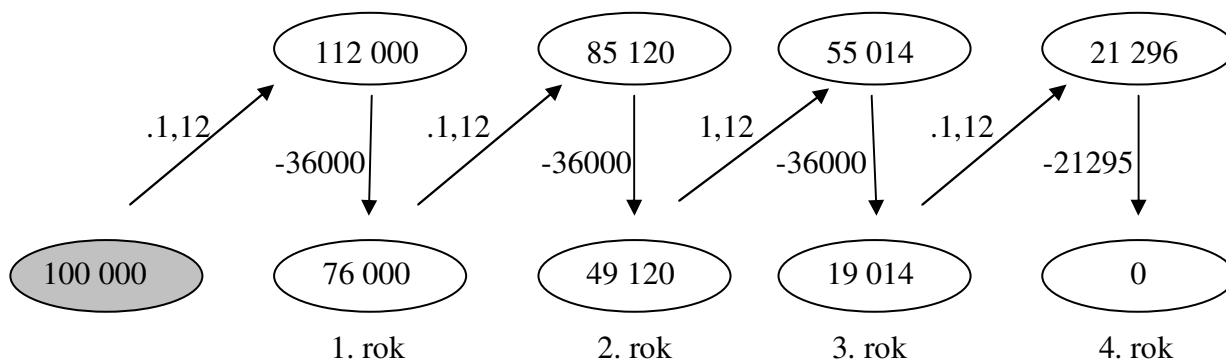 112 000 85 120 55 014 21 296
.1,12 .1,12 1,12 .1,12
-36000 -36000 -36000 -21295
100 000 76 000 49 120 19 014 0
1. rok 2. rok 3. rok 4. rok